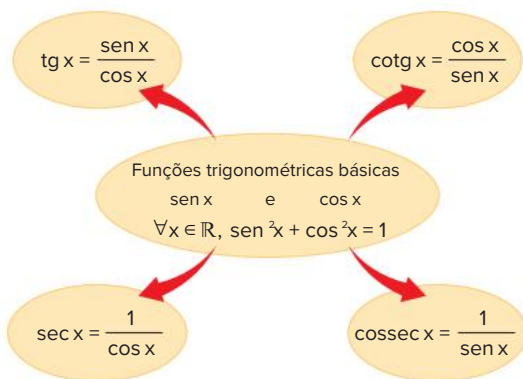 tg x = sen x / cos x
cotg x = cos x / sen x
Funções trigonométricas básicas
sen x e cos x
∀x ∈ ℝ, sen ²x + cos ²x = 1
sec x = 1 / cos x
cossec x = 1 / sen x